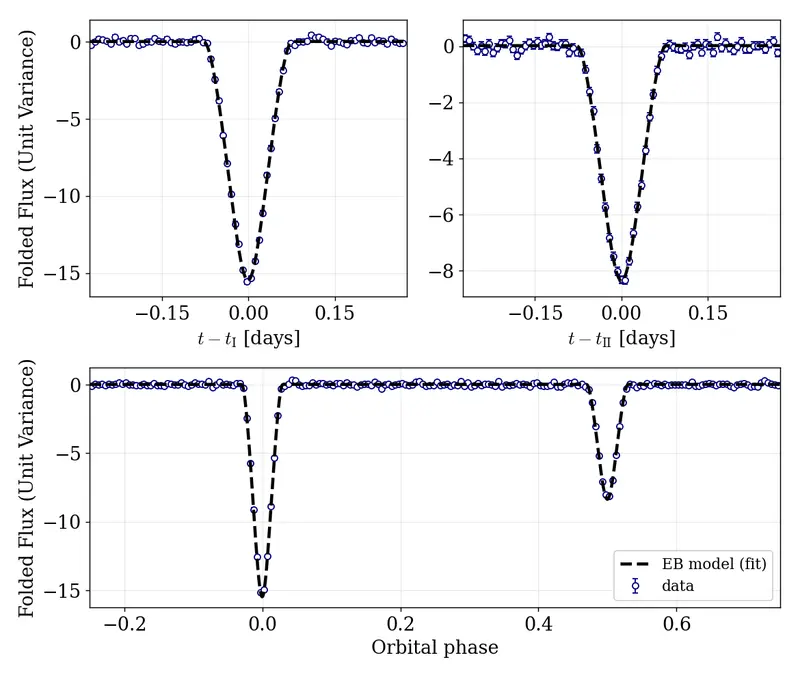 Folded Flux (Unit Variance)
0
−5
−10
−15
−0.15 0.00 0.15
t − t_I [days]
0
−2
−4
−6
−8
−0.15 0.00 0.15
t − t_II [days]
Folded Flux (Unit Variance)
0
−5
−10
−15
−0.2 0.0 0.2 0.4 0.6
Orbital phase
EB model (fit)
data